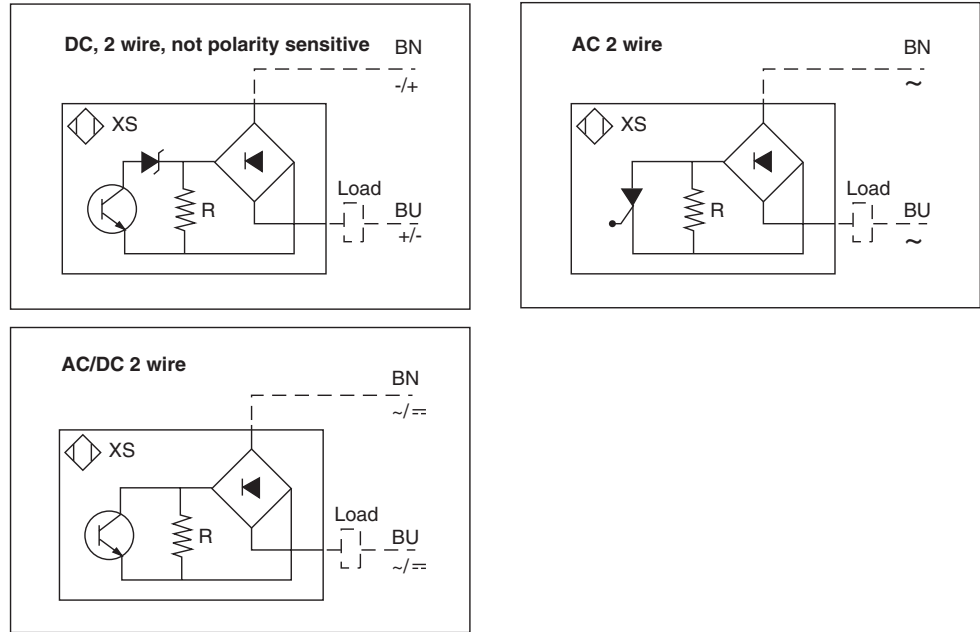 DC, 2 wire, not polarity sensitive
BN
-/+
XS
R
Load
BU
+/-
AC 2 wire
BN
~
XS
R
Load
BU
~
AC/DC 2 wire
BN
~/⎓
XS
R
Load
BU
~/⎓